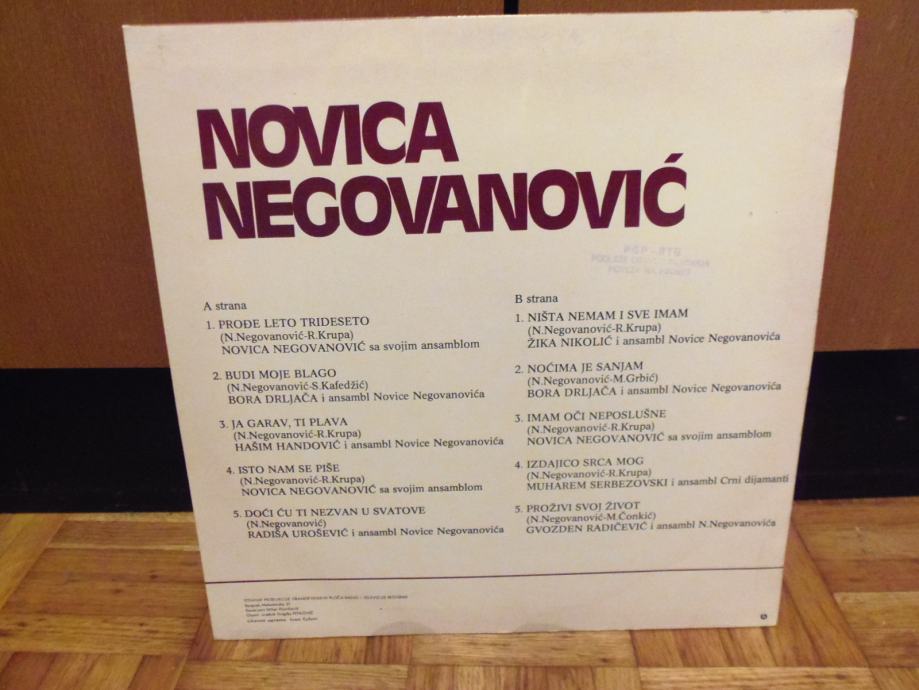 NOVICA
NEGOVANOVIĆ
PGP - RTB
A strana
1. PROĐE LETO TRIDESETO
(N.Negovanović-R.Krupa)
NOVICA NEGOVANOVIĆ sa svojim ansamblom
2. BUDI MOJE BLAGO
(N.Negovanović-S.Kafedžić)
BORA DRLJAČA i ansambl Novice Negovanovića
3. JA GARAV, TI PLAVA
(N.Negovanović-R.Krupa)
HAŠIM HANDOVIĆ i ansambl Novice Negovanovića
4. ISTO NAM SE PIŠE
(N.Negovanović-R.Krupa)
NOVICA NEGOVANOVIĆ sa svojim ansamblom
5. DOĆI ĆU TI NEZVAN U SVATOVE
(N.Negovanović)
RADIŠA UROŠEVIĆ i ansambl Novice Negovanovića
B strana
1. NIŠTA NEMAM I SVE IMAM
(N.Negovanović-R.Krupa)
ŽIKA NIKOLIĆ i ansambl Novice Negovanovića
2. NOĆIMA JE SANJAM
(N.Negovanović-M.Grbić)
BORA DRLJAČA i ansambl Novice Negovanovića
3. IMAM OČI NEPOSLUŠNE
(N.Negovanović-R.Krupa)
NOVICA NEGOVANOVIĆ sa svojim ansamblom
4. IZDAJICO SRCA MOG
(N.Negovanović-R.Krupa)
MUHAREM SERBEZOVSKI i ansambl Crni dijamanti
5. PROŽIVI SVOJ ŽIVOT
(N.Negovanović-M.Čonkić)
GVOZDEN RADIČEVIĆ i ansambl N.Negovanovića